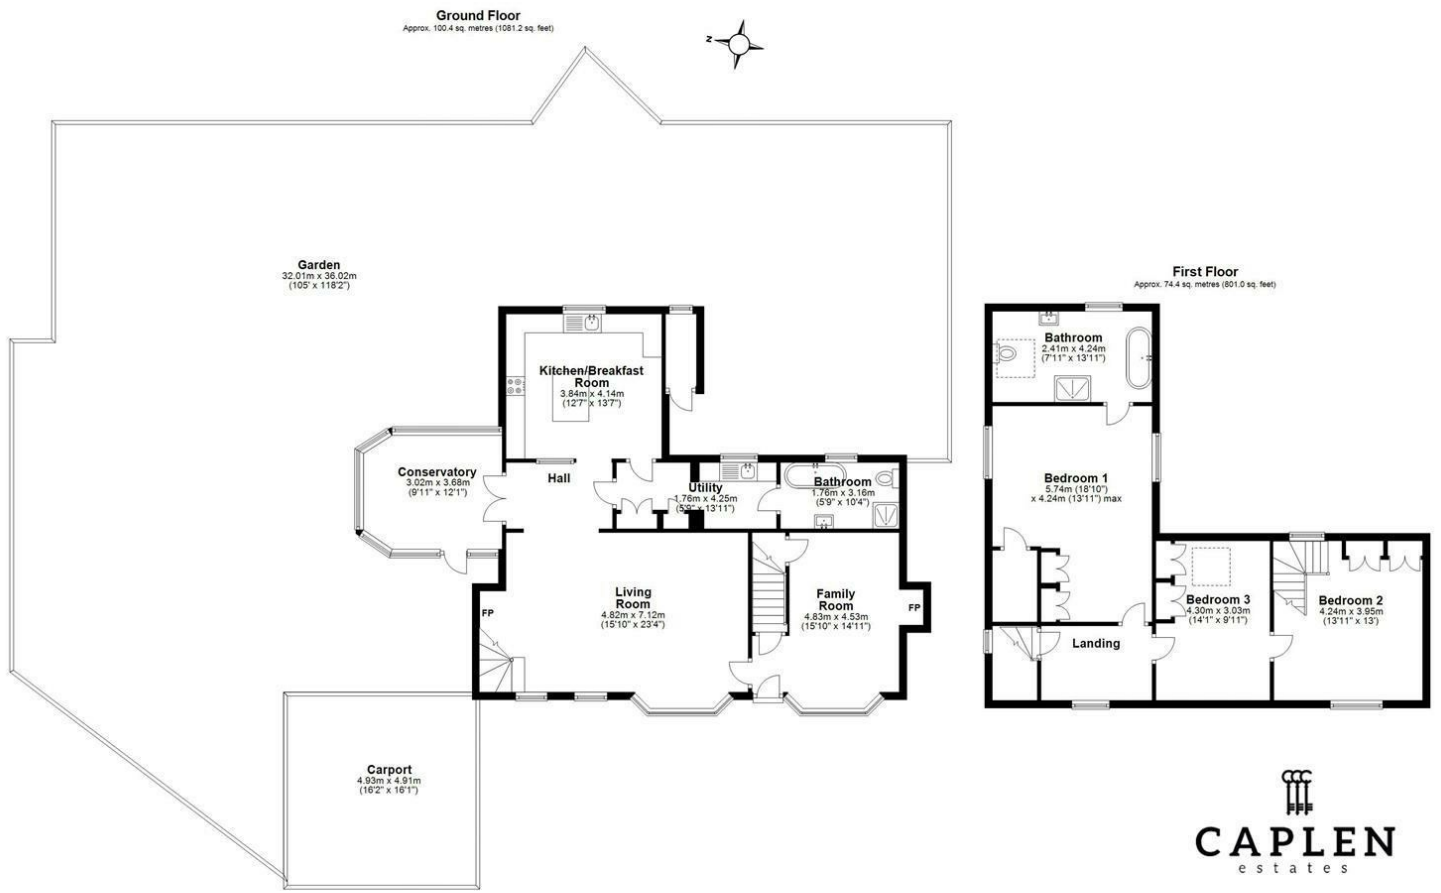 Ground Floor
Approx. 100.4 sq. metres (1081.2 sq. feet)
N
Garden
32.01m x 36.02m
(105' x 118'2")
Kitchen/Breakfast
Room
3.84m x 4.14m
(12'7" x 13'7")
Conservatory
3.02m x 3.68m
(9'11" x 12'1")
Hall
Utility
1.76m x 4.25m
(5'9" x 13'11")
Bathroom
1.76m x 3.16m
(5'9" x 10'4")
FP
Living
Room
4.82m x 7.12m
(15'10" x 23'4")
Family
Room
4.83m x 4.53m
(15'10" x 14'11")
FP
Carport
4.93m x 4.91m
(16'2" x 16'1")
First Floor
Approx. 74.4 sq. metres (801.0 sq. feet)
Bathroom
2.41m x 4.24m
(7'11" x 13'11")
Bedroom 1
5.74m (18'10")
x 4.24m (13'11") max
Bedroom 3
4.30m x 3.03m
(14'1" x 9'11")
Bedroom 2
4.24m x 3.95m
(13'11" x 13')
Landing
CAPLEN
estates